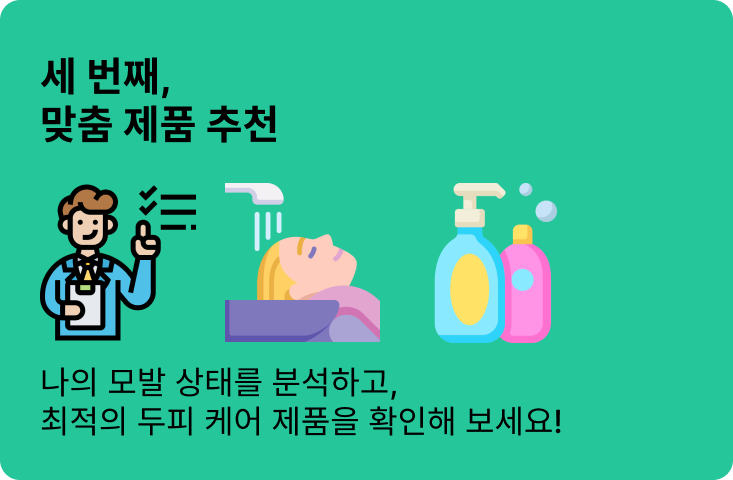 세 번째,
맞춤 제품 추천
나의 모발 상태를 분석하고,
최적의 두피 케어 제품을 확인해 보세요!